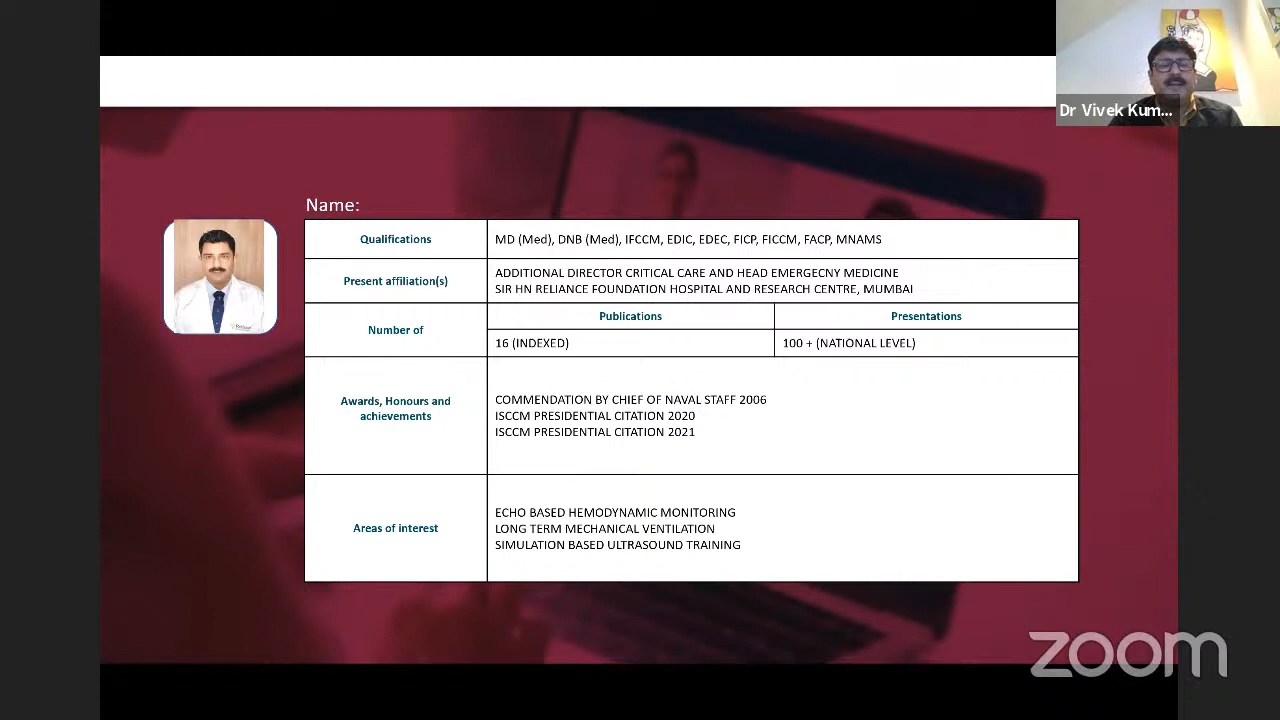 Dr Vivek Kum...
Name:
Qualifications
MD (Med), DNB (Med), IFCCM, EDIC, EDEC, FICP, FICCM, FACP, MNAMS
Present affiliation(s)
ADDITIONAL DIRECTOR CRITICAL CARE AND HEAD EMERGECNY MEDICINE
SIR HN RELIANCE FOUNDATION HOSPITAL AND RESEARCH CENTRE, MUMBAI
Number of
Publications
Presentations
16 (INDEXED)
100 + (NATIONAL LEVEL)
Awards, Honours and
achievements
COMMENDATION BY CHIEF OF NAVAL STAFF 2006
ISCCM PRESIDENTIAL CITATION 2020
ISCCM PRESIDENTIAL CITATION 2021
Areas of interest
ECHO BASED HEMODYNAMIC MONITORING
LONG TERM MECHANICAL VENTILATION
SIMULATION BASED ULTRASOUND TRAINING
zoom